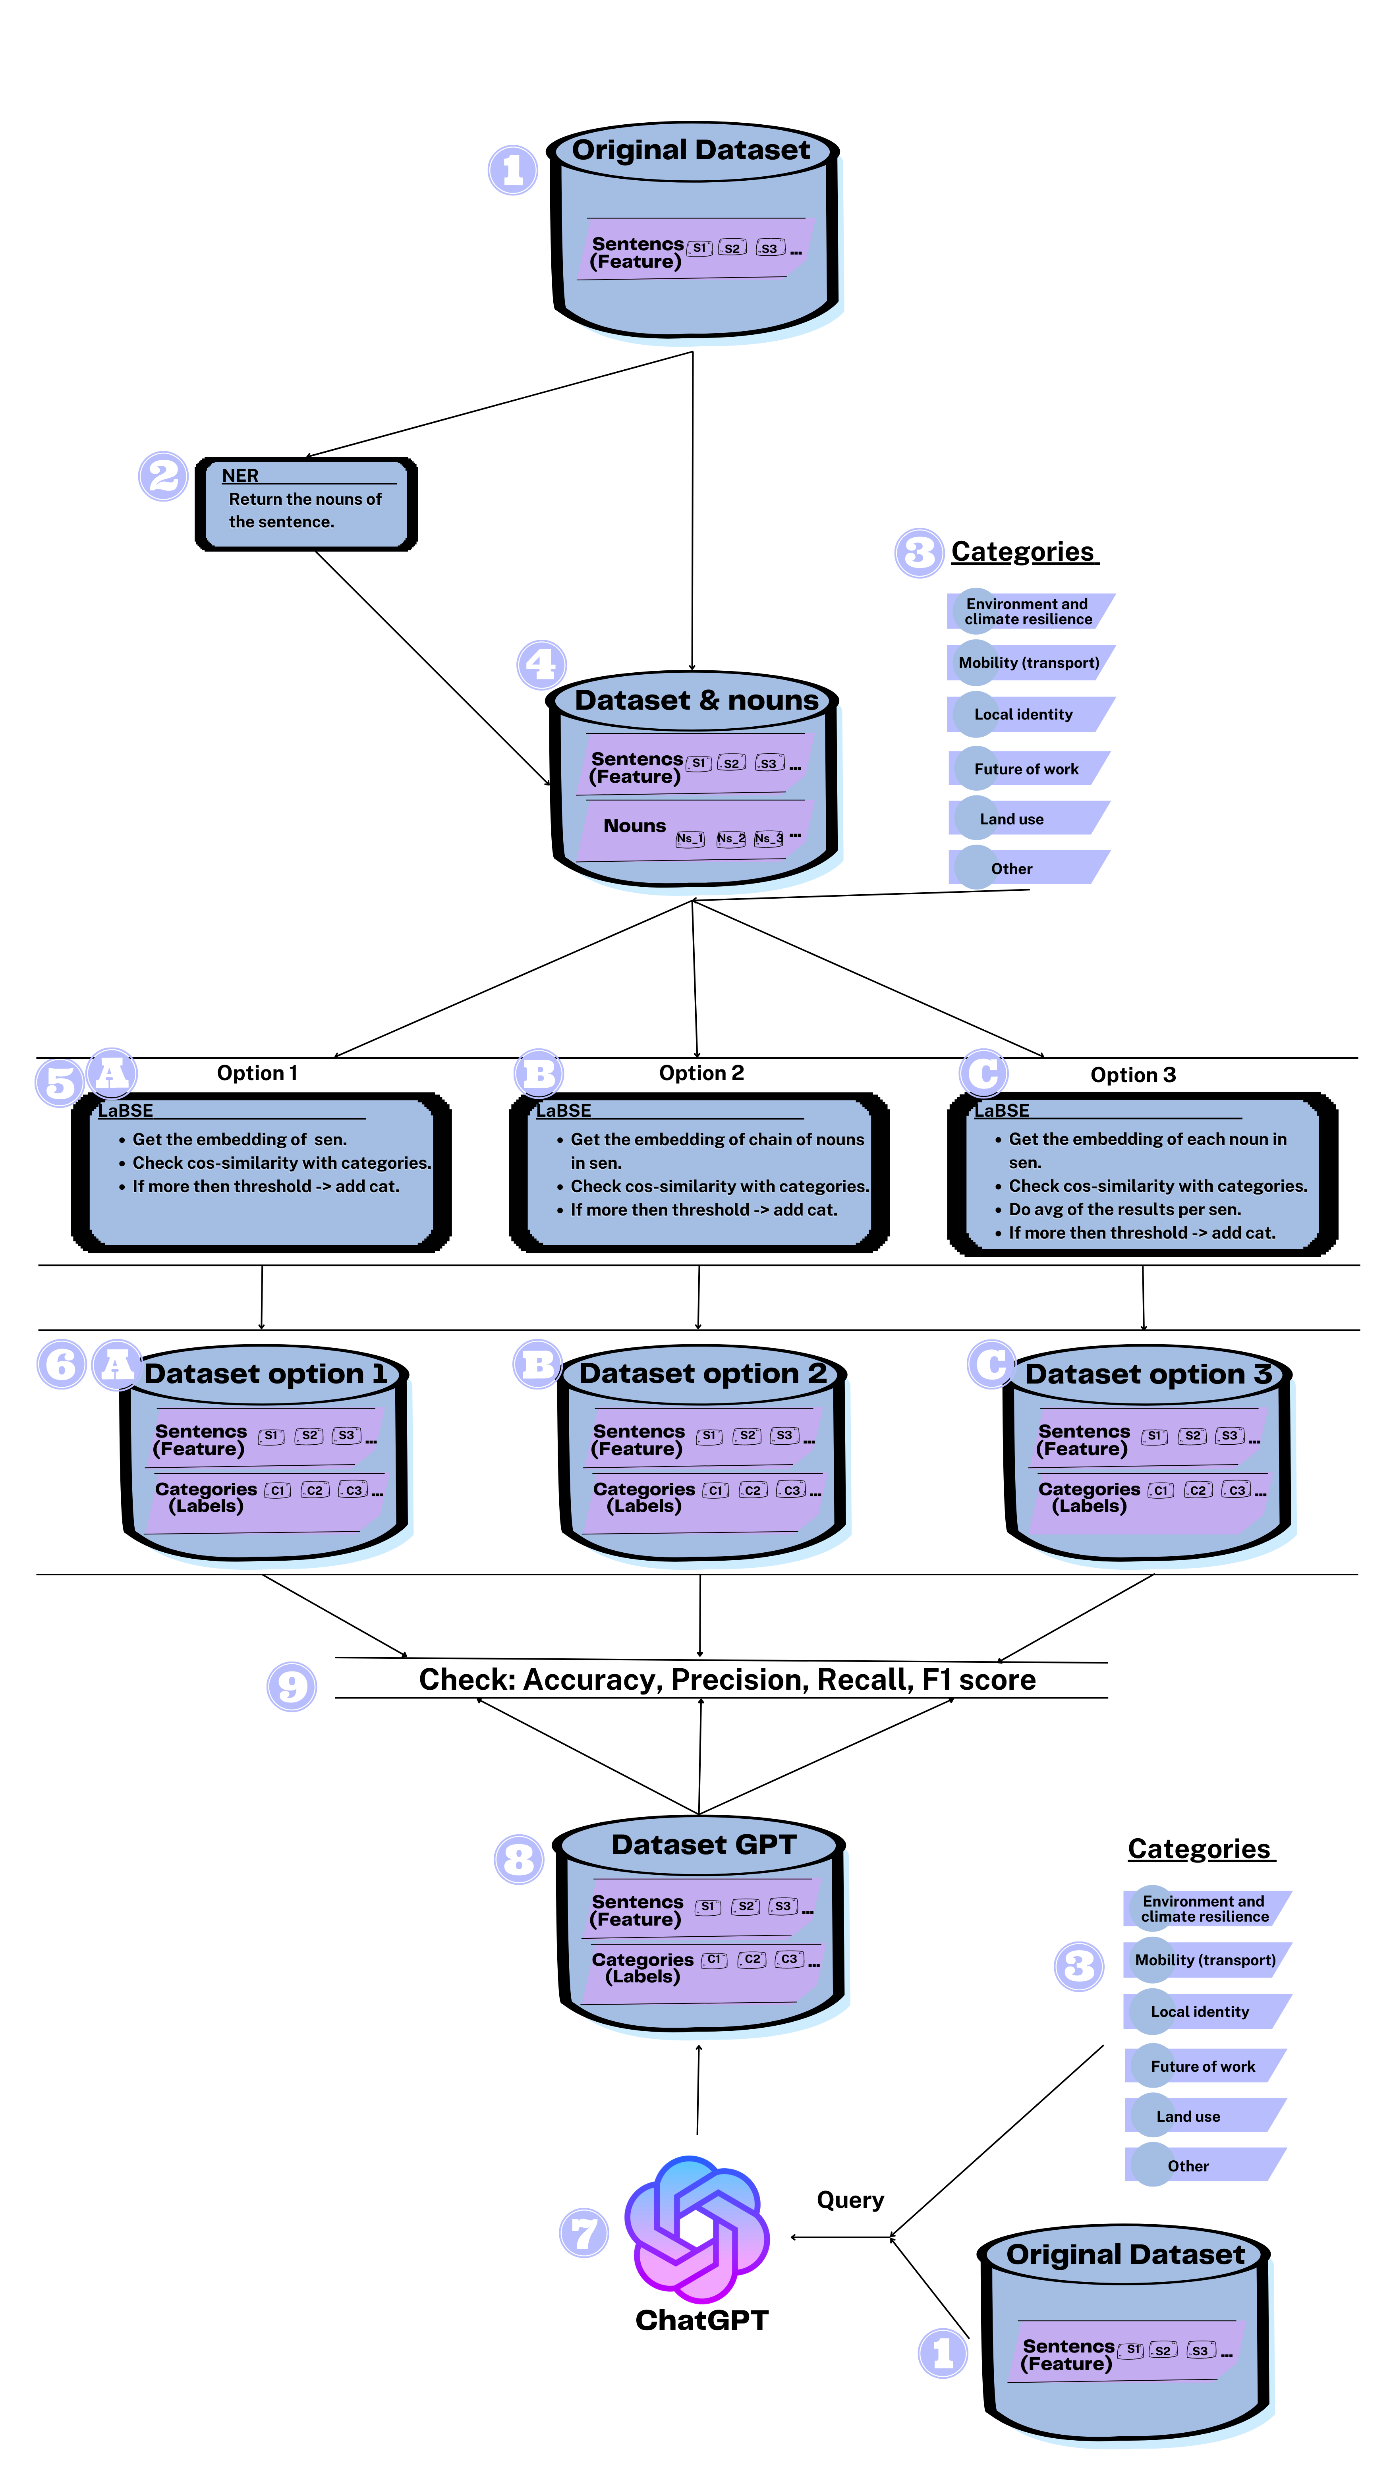 1
Original Dataset
Sentencs S1 S2 S3 ...
(Feature)
2
NER
Return the nouns of
the sentence.
3 Categories
Environment and
climate resilience
Mobility (transport)
Local identity
Future of work
Land use
Other
4
Dataset & nouns
Sentencs S1 S2 S3 ...
(Feature)
Nouns Ns_1 Ns_2 Ns_3 ...
5 A Option 1
LaBSE
• Get the embedding of sen.
• Check cos-similarity with categories.
• If more then threshold -> add cat.
B Option 2
LaBSE
• Get the embedding of chain of nouns
in sen.
• Check cos-similarity with categories.
• If more then threshold -> add cat.
C Option 3
LaBSE
• Get the embedding of each noun in
sen.
• Check cos-similarity with categories.
• Do avg of the results per sen.
• If more then threshold -> add cat.
6 A Dataset option 1
Sentencs S1 S2 S3 ...
(Feature)
Categories C1 C2 C3 ...
(Labels)
B Dataset option 2
Sentencs S1 S2 S3 ...
(Feature)
Categories C1 C2 C3 ...
(Labels)
C Dataset option 3
Sentencs S1 S2 S3 ...
(Feature)
Categories C1 C2 C3 ...
(Labels)
9 Check: Accuracy, Precision, Recall, F1 score
8 Dataset GPT
Sentencs S1 S2 S3 ...
(Feature)
Categories C1 C2 C3 ...
(Labels)
Categories
3
Environment and
climate resilience
Mobility (transport)
Local identity
Future of work
Land use
Other
Query
7
ChatGPT
Original Dataset
1
Sentencs S1 S2 S3 ...
(Feature)